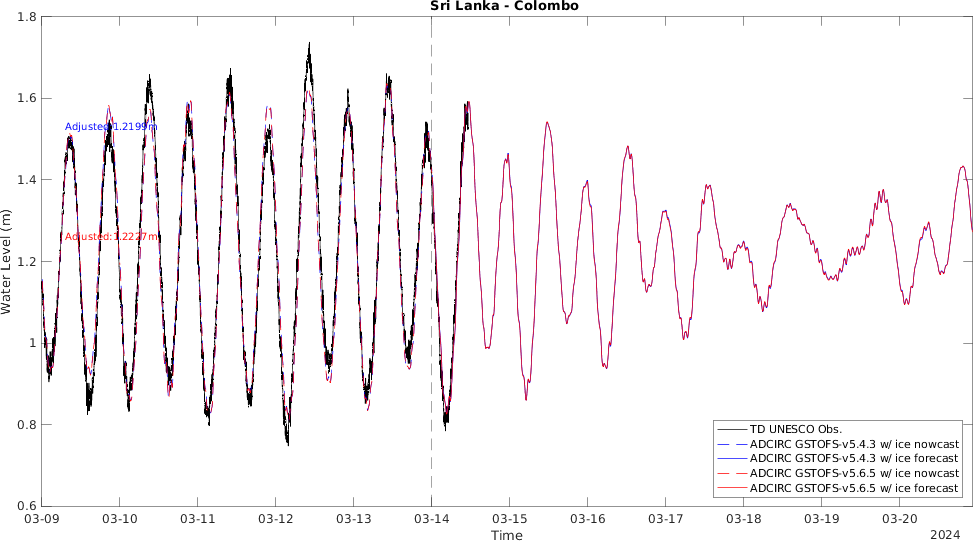 Sri Lanka - Colombo
1.8
1.6
1.4
1.2
1
0.8
0.6
Water Level (m)
Adjusted:1.2199m
Adjusted:1.2227m
TD UNESCO Obs.
ADCIRC GSTOFS-v5.4.3 w/ ice nowcast
ADCIRC GSTOFS-v5.4.3 w/ ice forecast
ADCIRC GSTOFS-v5.6.5 w/ ice nowcast
ADCIRC GSTOFS-v5.6.5 w/ ice forecast
03-09 03-10 03-11 03-12 03-13 03-14 03-15 03-16 03-17 03-18 03-19 03-20
Time
2024